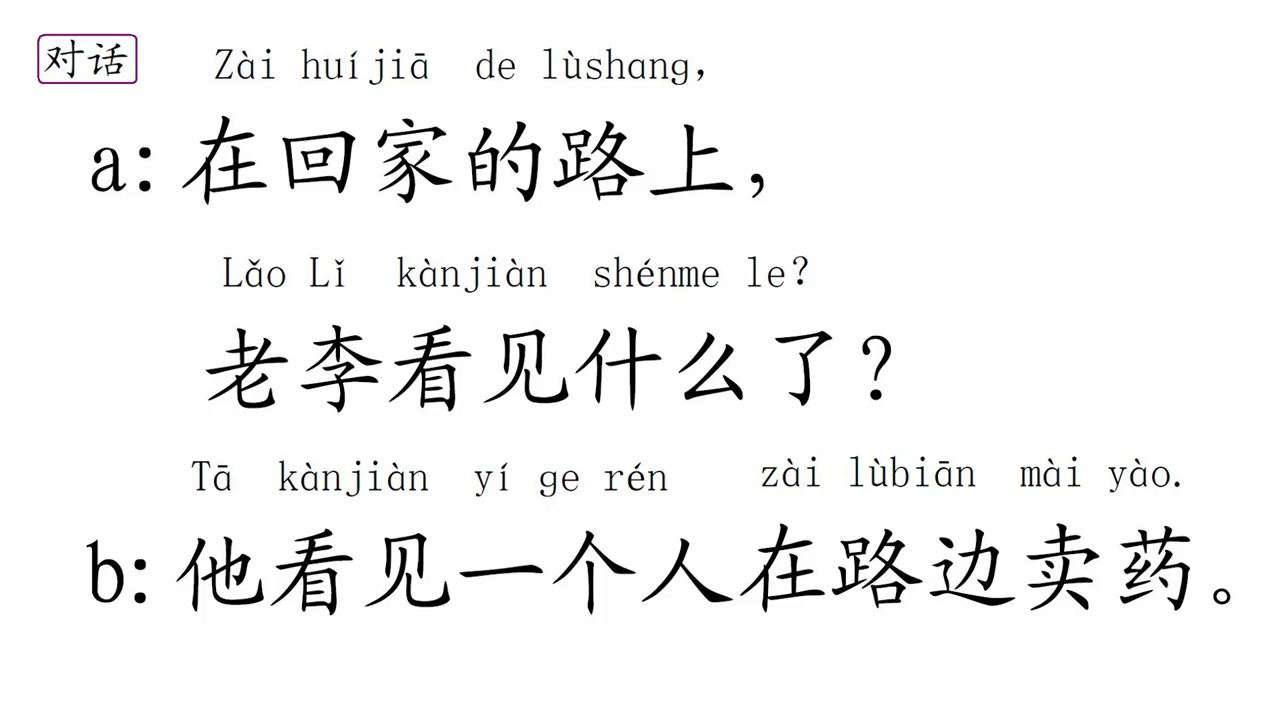 对话
Zài huíjiā de lùshang,
a: 在回家的路上，
Lǎo Lǐ kànjiàn shénme le?
老李看见什么了？
Tā kànjiàn yí ge rén zài lùbiān mài yào.
b: 他看见一个人在路边卖药。